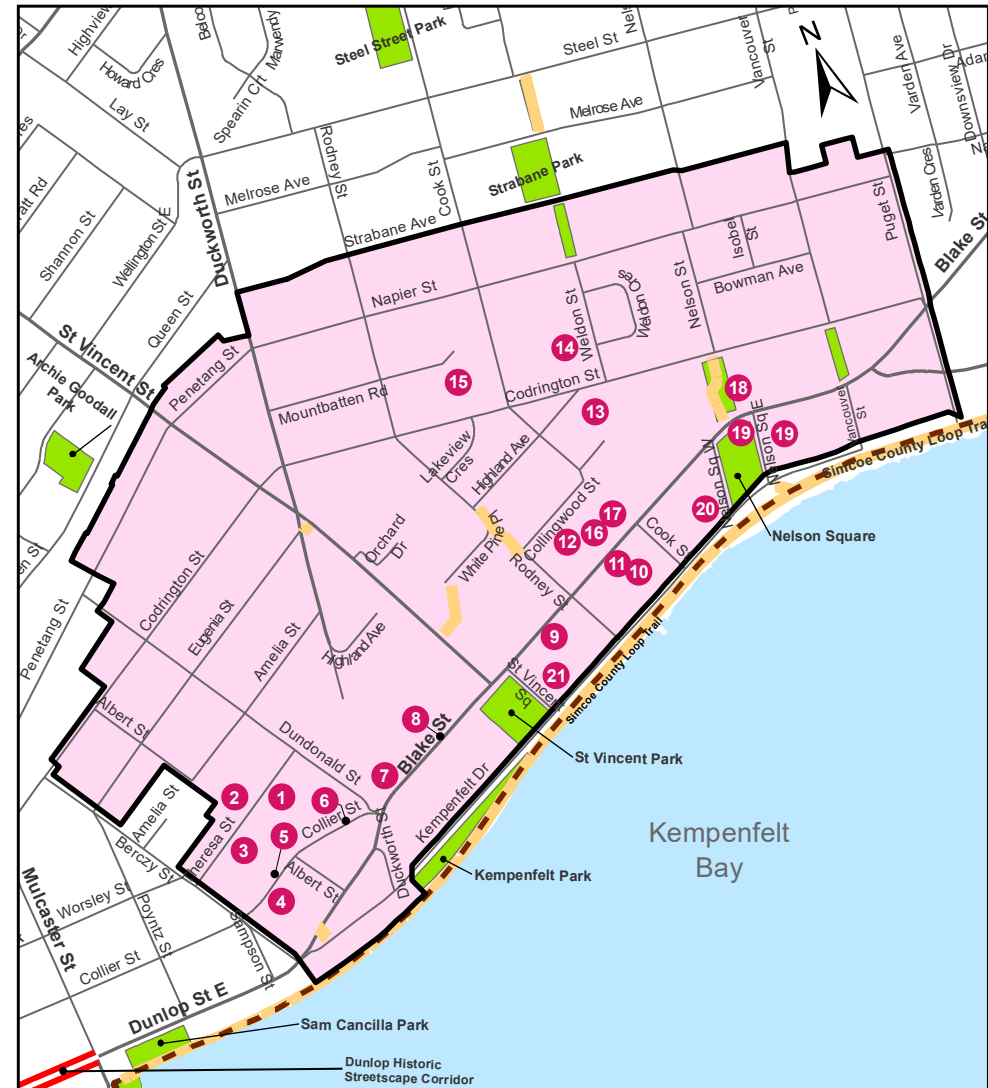 Highview
Howard Cres
Marwendy
Spearin Crt
Lay St
Steel Street Park
Steel St
Vancouver
St
Varden Ave
Downsview Dr
N
Melrose Ave
Rodney St
Cook St
Melrose Ave
Strabane Park
Strabane Ave
Varden Cres
Puget St
Blake St
Duckworth St
Shannon St
Wellington St E
Queen St
Isobel
St
Napier St
Weldon St
Weldon Cres
Nelson St
Bowman Ave
St Vincent St
Archie Goodall
Park
Penetang St
14
15
Codrington St
Mountbatten Rd
18
13
Lakeview
Cres
Highland Ave
19
19
Nelson Sq E
Vancouver
St
Nelson Sq W
Simcoe County Loop Trail
Collingwood St
17
20
Orchard
Dr
White Pine Pl
12
16
Cook St
Nelson Square
11
10
Rodney St
Codrington St
Eugenia St
Amelia St
Highland Ave
Penetang St
9
St Vincent
Sq
21
Simcoe County Loop Trail
Albert St
8
Blake St
St Vincent Park
Dundonald St
7
2
1
6
Collier St
Kempenfelt Dr
Amelia St
Theresa St
5
3
Duckworth St
Kempenfelt
Bay
Berczy St
Albert St
Kempenfelt Park
4
Mulcaster St
Worsley St
Poyntz St
Sampson St
Collier St
Dunlop St E
Sam Cancilla Park
Dunlop Historic
Streetscape Corridor